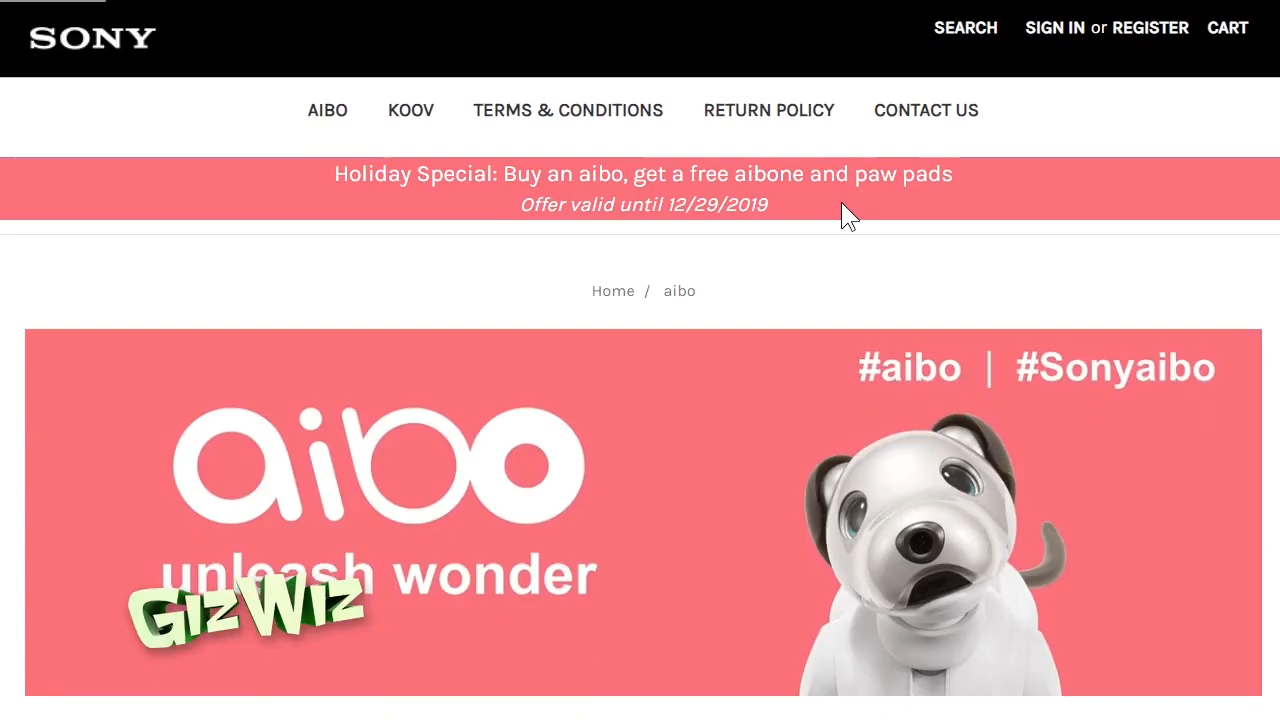 SONY
SEARCH SIGN IN or REGISTER CART
AIBO KOOV TERMS & CONDITIONS RETURN POLICY CONTACT US
Holiday Special: Buy an aibo, get a free aibone and paw pads
Offer valid until 12/29/2019
Home / aibo
#aibo | #Sonyaibo
aibo
unleash wonder
GizWiz